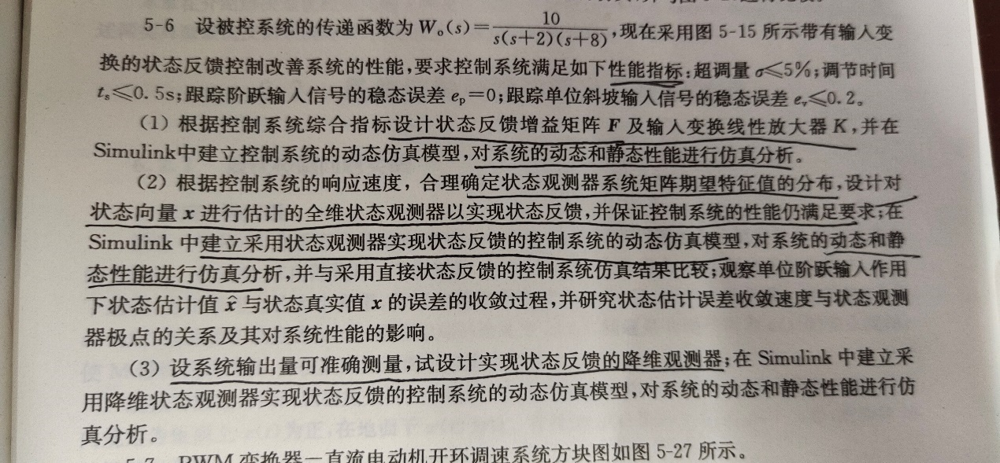 5-6 设被控系统的传递函数为 Wₒ(s)=10/(s(s+2)(s+8)),现在采用图 5-15 所示带有输入变
换的状态反馈控制改善系统的性能,要求控制系统满足如下性能指标:超调量 σ≤5%;调节时间
tₛ≤0.5s;跟踪阶跃输入信号的稳态误差 eₚ=0;跟踪单位斜坡输入信号的稳态误差 eᵥ≤0.2。
(1) 根据控制系统综合指标设计状态反馈增益矩阵 F 及输入变换线性放大器 K,并在
Simulink中建立控制系统的动态仿真模型,对系统的动态和静态性能进行仿真分析。
(2) 根据控制系统的响应速度,合理确定状态观测器系统矩阵期望特征值的分布,设计对
状态向量 x 进行估计的全维状态观测器以实现状态反馈,并保证控制系统的性能仍满足要求;在
Simulink 中建立采用状态观测器实现状态反馈的控制系统的动态仿真模型,对系统的动态和静
态性能进行仿真分析,并与采用直接状态反馈的控制系统仿真结果比较;观察单位阶跃输入作用
下状态估计值 x̂ 与状态真实值 x 的误差的收敛过程,并研究状态估计误差收敛速度与状态观测
器极点的关系及其对系统性能的影响。
(3) 设系统输出量可准确测量,试设计实现状态反馈的降维观测器;在 Simulink 中建立采
用降维状态观测器实现状态反馈的控制系统的动态仿真模型,对系统的动态和静态性能进行仿
真分析。
5-7 PWM 变换器—直流电动机开环调速系统方块图如图 5-27 所示。